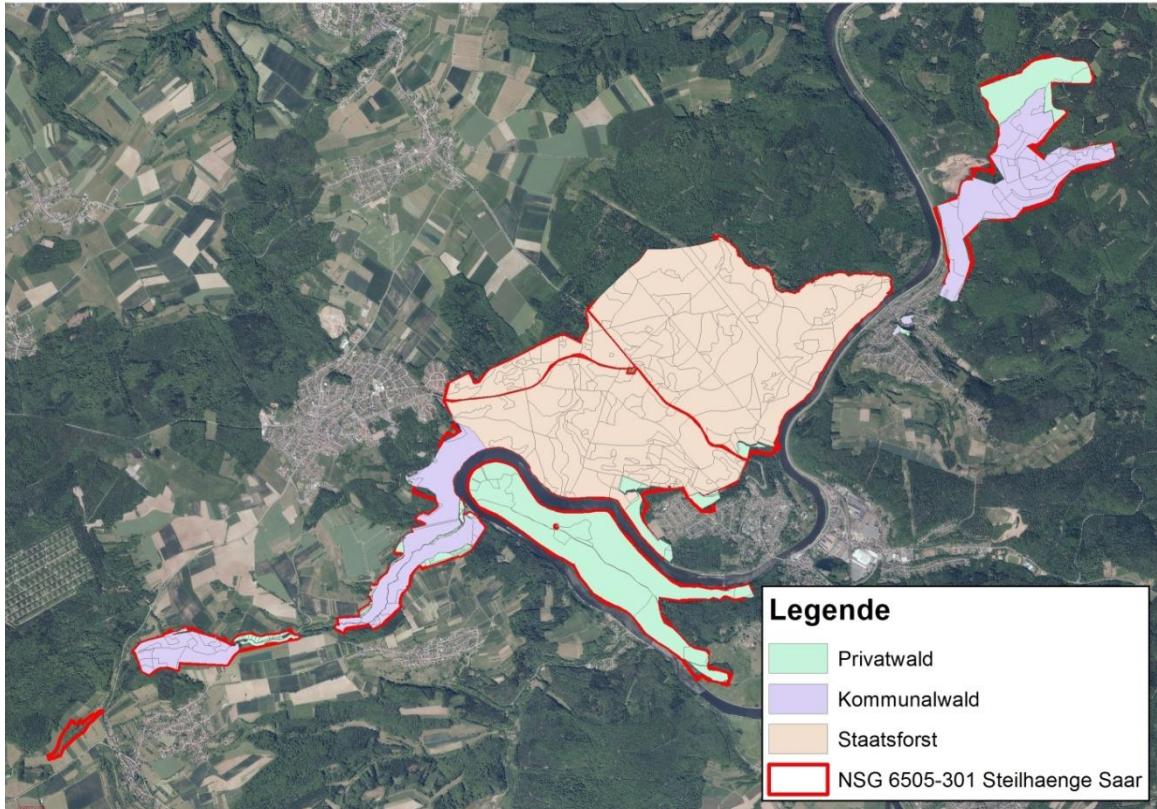 Legende
Privatwald
Kommunalwald
Staatsforst
NSG 6505-301 Steilhaenge Saar